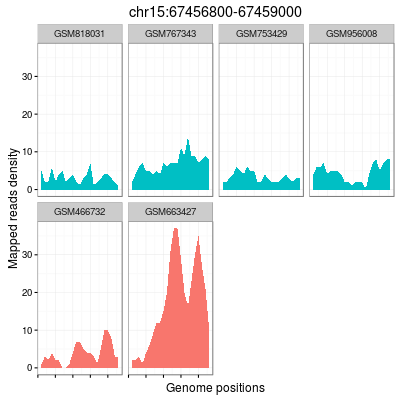 chr15:67456800-67459000
GSM818031 GSM767343 GSM753429 GSM956008
30
20
10
0
GSM466732 GSM663427
30
20
10
0
Mapped reads density
Genome positions